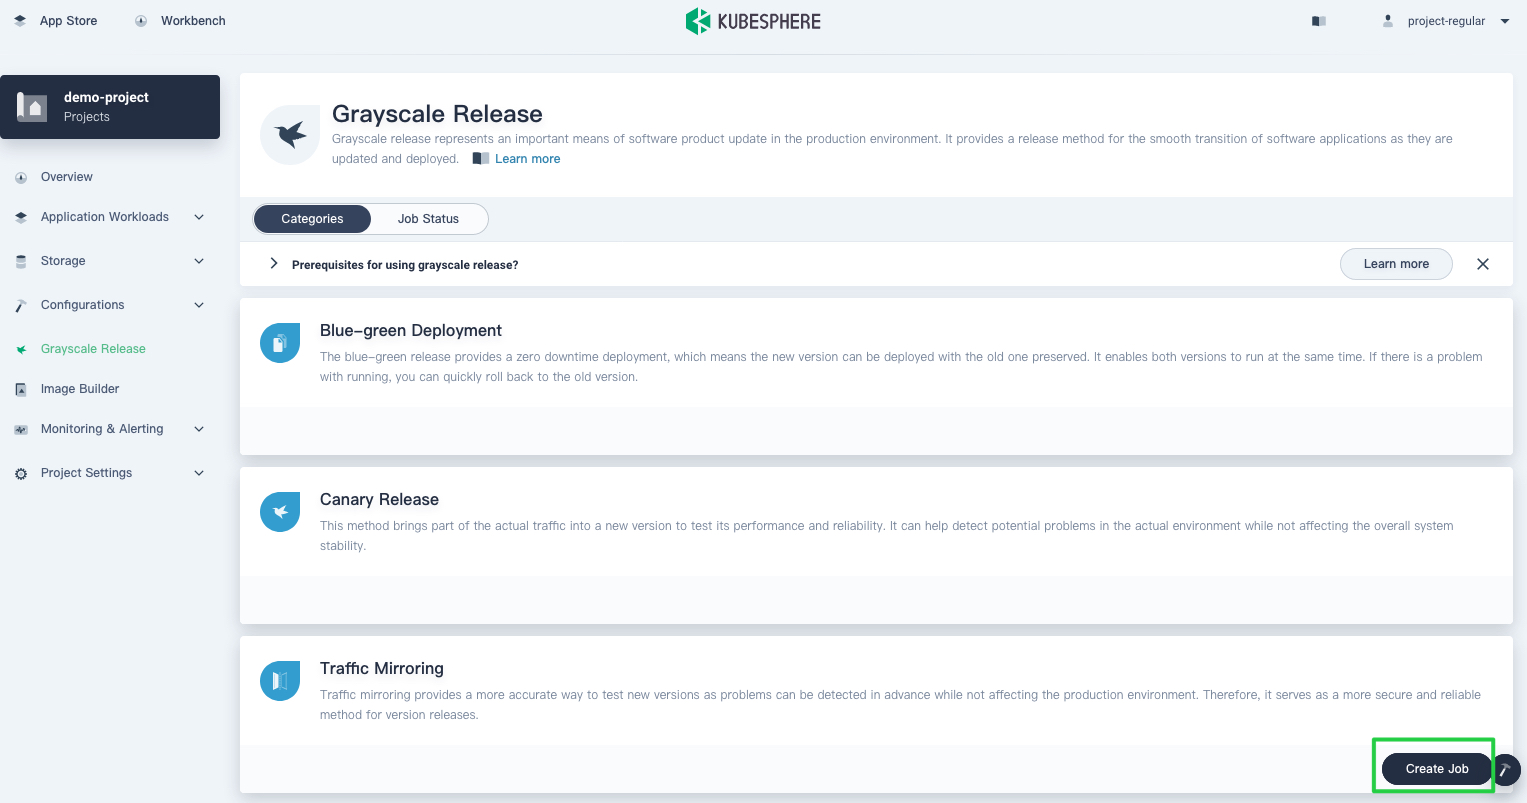 App Store
Workbench
KUBESPHERE
project-regular
demo-project
Projects
Overview
Application Workloads
Storage
Configurations
Grayscale Release
Image Builder
Monitoring & Alerting
Project Settings
Grayscale Release
Grayscale release represents an important means of software product update in the production environment. It provides a release method for the smooth transition of software applications as they are
updated and deployed. Learn more
Categories
Job Status
Prerequisites for using grayscale release?
Learn more
Blue-green Deployment
The blue-green release provides a zero downtime deployment, which means the new version can be deployed with the old one preserved. It enables both versions to run at the same time. If there is a problem
with running, you can quickly roll back to the old version.
Canary Release
This method brings part of the actual traffic into a new version to test its performance and reliability. It can help detect potential problems in the actual environment while not affecting the overall system
stability.
Traffic Mirroring
Traffic mirroring provides a more accurate way to test new versions as problems can be detected in advance while not affecting the production environment. Therefore, it serves as a more secure and reliable
method for version releases.
Create Job